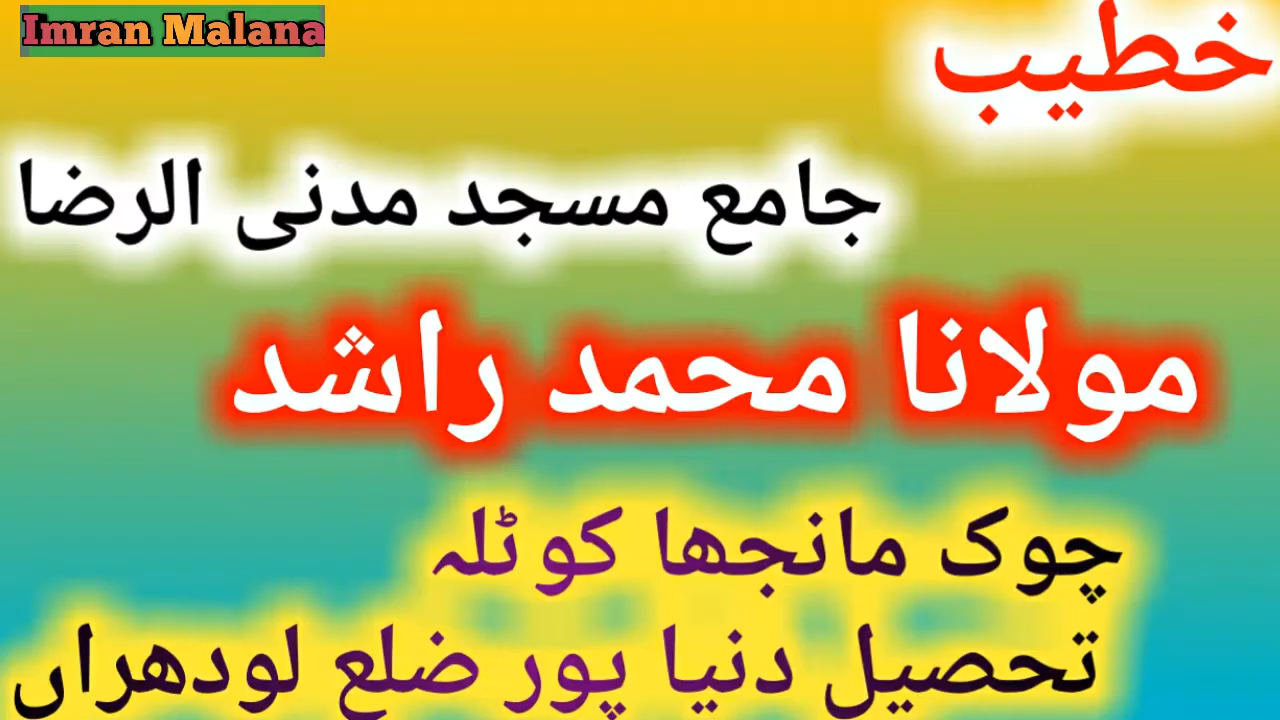 Imran Malana
خطیب
جامع مسجد مدنی الرضا
مولانا محمد راشد
چوک مانجھا کوٹلہ
تحصیل دنیا پور ضلع لودھراں